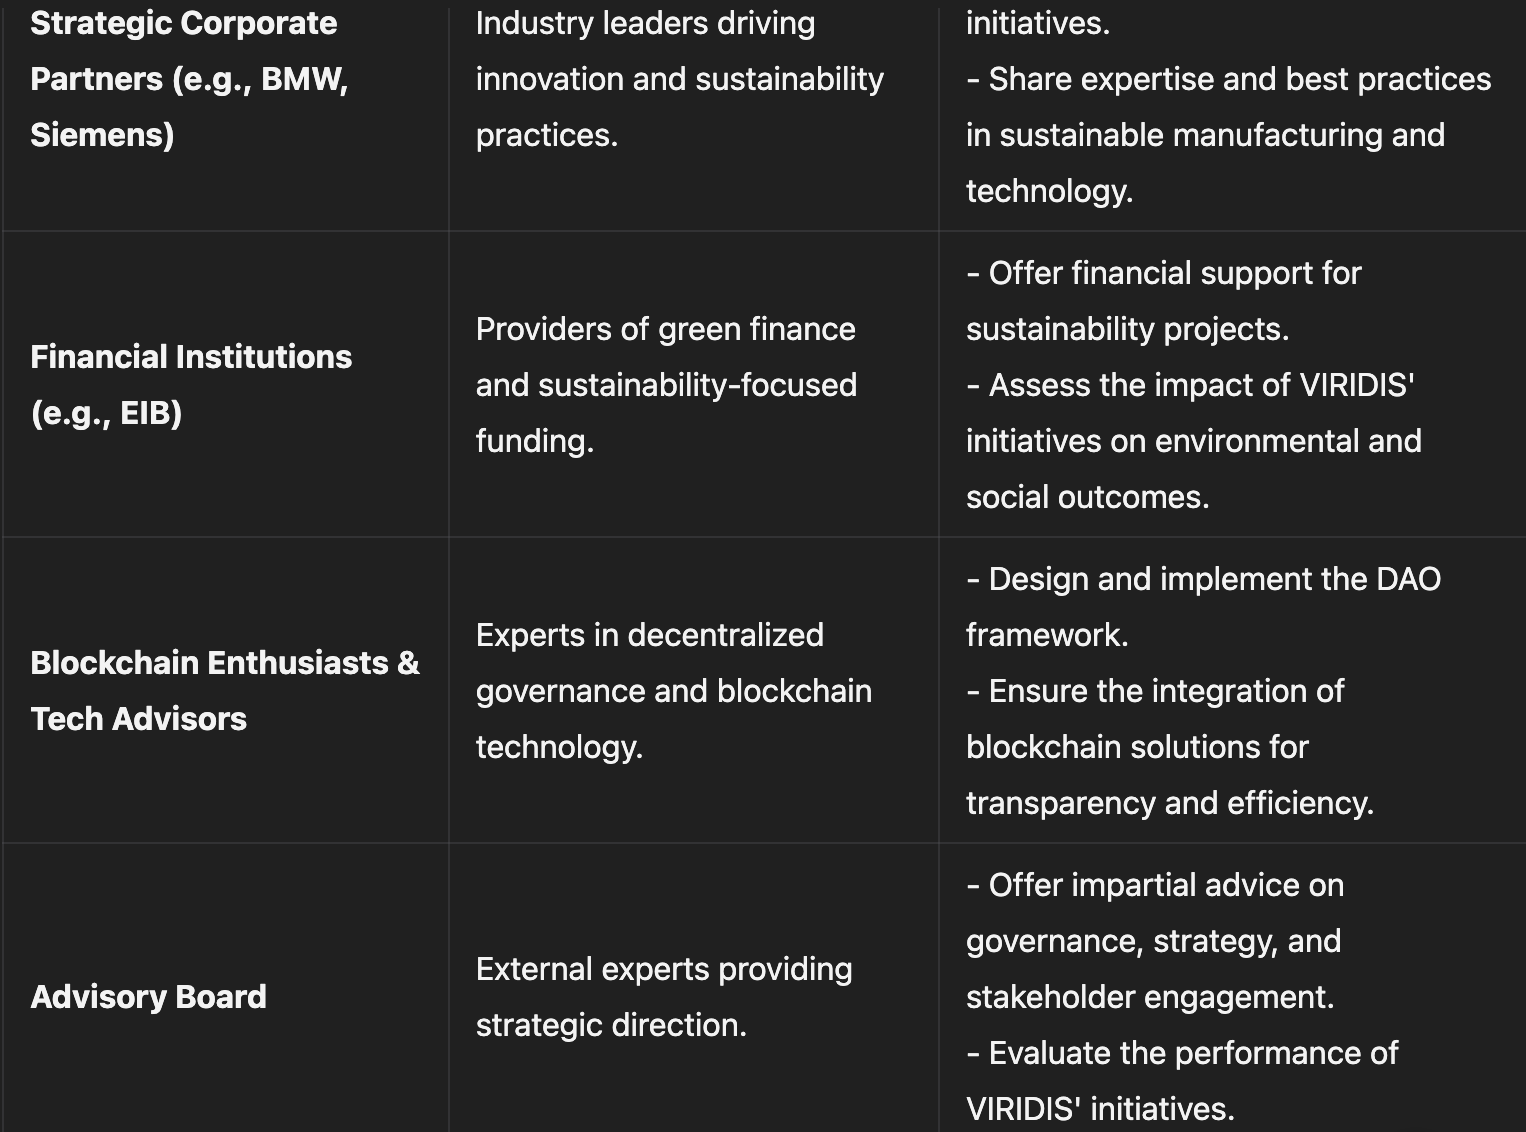 Strategic Corporate
Partners (e.g., BMW,
Siemens)
Industry leaders driving
innovation and sustainability
practices.
initiatives.
- Share expertise and best practices
in sustainable manufacturing and
technology.
Financial Institutions
(e.g., EIB)
Providers of green finance
and sustainability-focused
funding.
- Offer financial support for
sustainability projects.
- Assess the impact of VIRIDIS'
initiatives on environmental and
social outcomes.
Blockchain Enthusiasts &
Tech Advisors
Experts in decentralized
governance and blockchain
technology.
- Design and implement the DAO
framework.
- Ensure the integration of
blockchain solutions for
transparency and efficiency.
Advisory Board
External experts providing
strategic direction.
- Offer impartial advice on
governance, strategy, and
stakeholder engagement.
- Evaluate the performance of
VIRIDIS' initiatives.